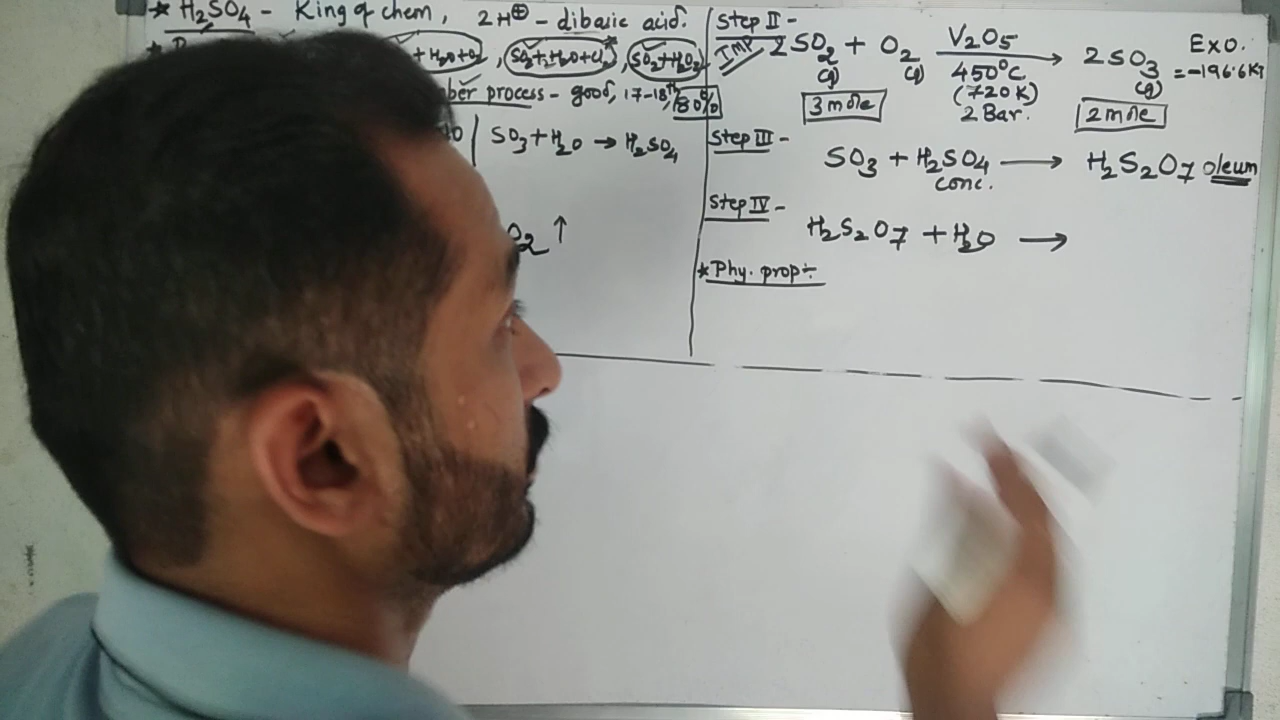 * H2SO4 - King of chem, 2H⊕ - dibasic acid.
+ H2O + O2, SO2 + H2O + Cl2, SO2 + H2O2,
ber process - good, 17-18th, 80%
SO3 + H2O → H2SO4
O2 ↑
Step II -
IMP 2SO2 (g) + O2 (g) V2O5 → 2SO3 (g) Exo.
450°C = -196.6 KJ
(720 K)
3 mole 2 Bar. 2 mole
Step III -
SO3 + H2SO4 → H2S2O7 oleum
conc.
Step IV -
H2S2O7 + H2O →
* Phy. prop:-